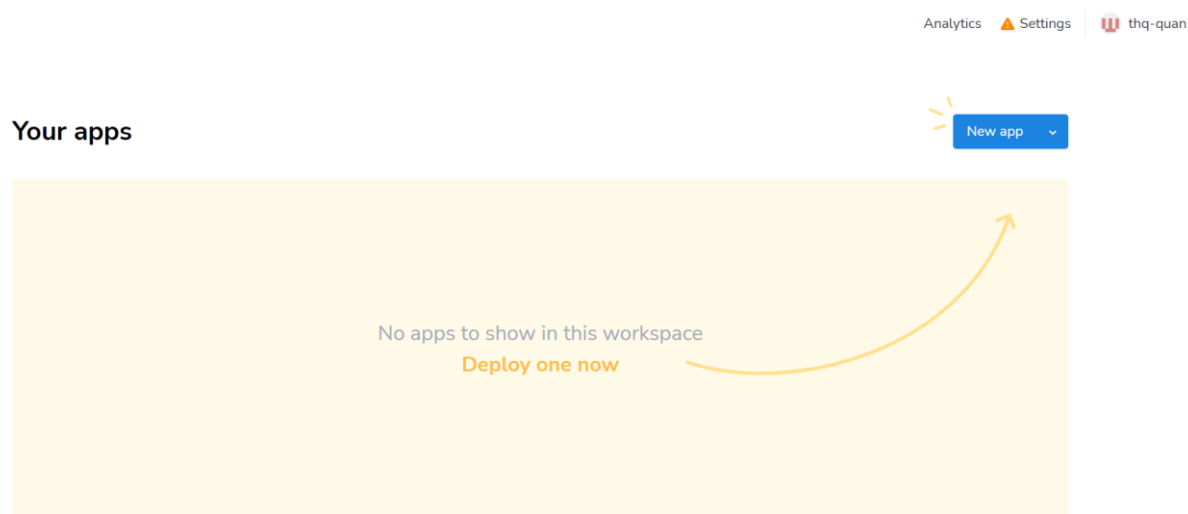 Analytics Settings thq-quan
Your apps
New app
No apps to show in this workspace
Deploy one now